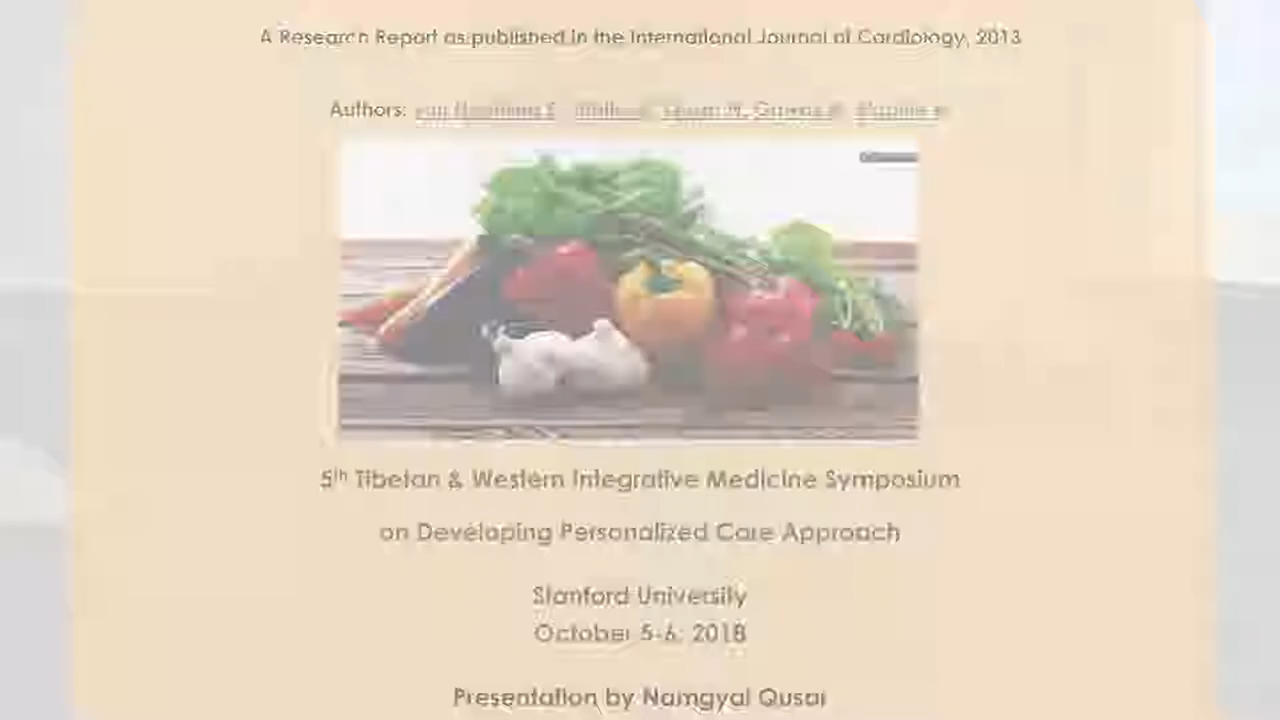 A Research Report as published in the International Journal of Cardiology, 2013
Authors:
5th Tibetan & Western Integrative Medicine Symposium
on Developing Personalized Care Approach
Stanford University
October 5-6, 2018
Presentation by Namgyal Qusar